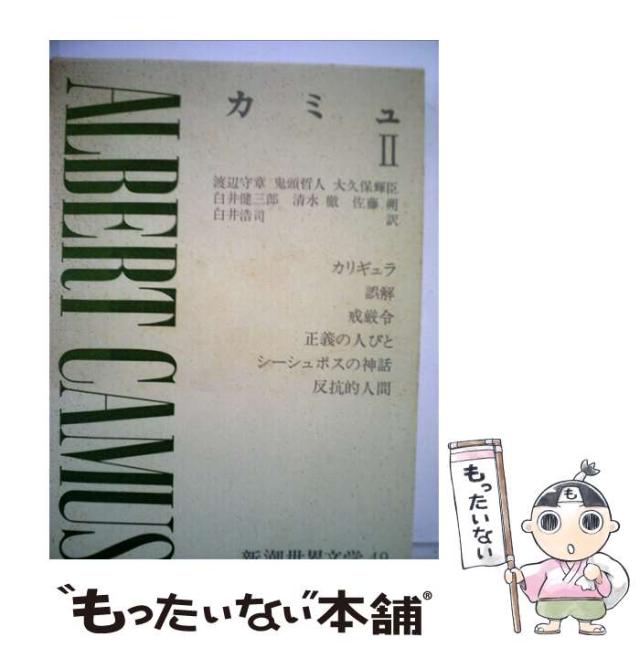 ALBERT CAMUS
カミュ
II
渡辺守章 鬼頭哲人 大久保輝臣
白井健三郎 清水 徹 佐藤 朔
白井浩司 訳
カリギュラ
誤解
戒厳令
正義の人びと
シーシュポスの神話
反抗的人間
新潮世界文学 49
も
もったいない
"もったいない"本舗®